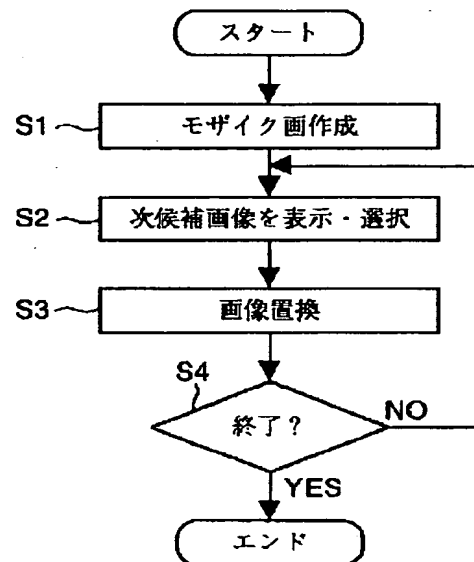 スタート
S1 モザイク画作成
S2 次候補画像を表示・選択
S3 画像置換
S4
終了?
NO
YES
エンド